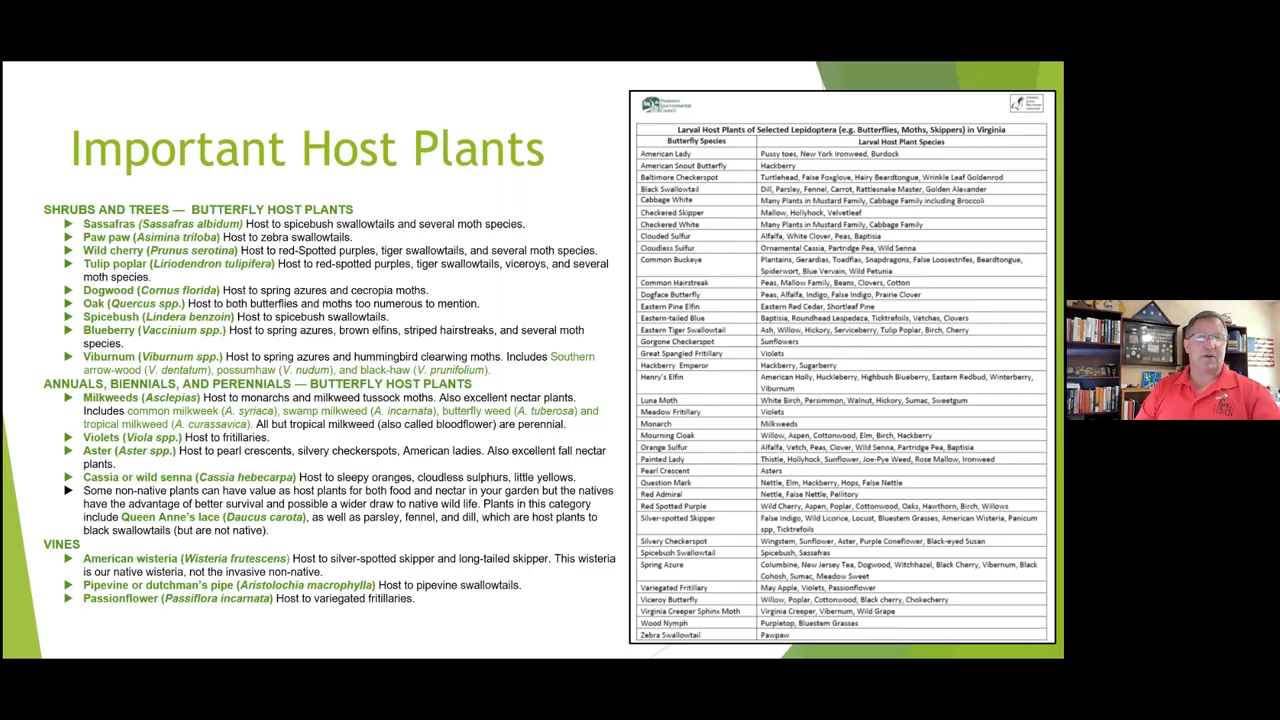 Important Host Plants
SHRUBS AND TREES — BUTTERFLY HOST PLANTS
Sassafras (Sassafras albidum) Host to spicebush swallowtails and several moth species.
Paw paw (Asimina triloba) Host to zebra swallowtails.
Wild cherry (Prunus serotina) Host to red-Spotted purples, tiger swallowtails, and several moth species.
Tulip poplar (Liriodendron tulipifera) Host to red-spotted purples, tiger swallowtails, viceroys, and several
moth species.
Dogwood (Cornus florida) Host to spring azures and cecropia moths.
Oak (Quercus spp.) Host to both butterflies and moths too numerous to mention.
Spicebush (Lindera benzoin) Host to spicebush swallowtails.
Blueberry (Vaccinium spp.) Host to spring azures, brown elfins, striped hairstreaks, and several moth
species.
Viburnum (Viburnum spp.) Host to spring azures and hummingbird clearwing moths. Includes Southern
arrow-wood (V. dentatum), possumhaw (V. nudum), and black-haw (V. prunifolium).
ANNUALS, BIENNIALS, AND PERENNIALS — BUTTERFLY HOST PLANTS
Milkweeds (Asclepias) Host to monarchs and milkweed tussock moths. Also excellent nectar plants.
Includes common milkweek (A. syriaca), swamp milkweed (A. incarnata), butterfly weed (A. tuberosa) and
tropical milkweed (A. curassavica). All but tropical milkweed (also called bloodflower) are perennial.
Violets (Viola spp.) Host to fritillaries.
Aster (Aster spp.) Host to pearl crescents, silvery checkerspots, American ladies. Also excellent fall nectar
plants.
Cassia or wild senna (Cassia hebecarpa) Host to sleepy oranges, cloudless sulphurs, little yellows.
Some non-native plants can have value as host plants for both food and nectar in your garden but the natives
have the advantage of better survival and possible a wider draw to native wild life. Plants in this category
include Queen Anne's lace (Daucus carota), as well as parsley, fennel, and dill, which are host plants to
black swallowtails (but are not native).
VINES
American wisteria (Wisteria frutescens) Host to silver-spotted skipper and long-tailed skipper. This wisteria
is our native wisteria, not the invasive non-native.
Pipevine or dutchman's pipe (Aristolochia macrophylla) Host to pipevine swallowtails.
Passionflower (Passiflora incarnata) Host to variegated fritillaries.
Piedmont
Environmental
Council
Larval Host Plants of Selected Lepidoptera (e.g. Butterflies, Moths, Skippers) in Virginia
Butterfly Species Larval Host Plant Species
American Lady Pussy toes, New York Ironweed, Burdock
American Snout Butterfly Hackberry
Baltimore Checkerspot Turtlehead, False Foxglove, Hairy Beardtongue, Wrinkle Leaf Goldenrod
Black Swallowtail Dill, Parsley, Fennel, Carrot, Rattlesnake Master, Golden Alexander
Cabbage White Many Plants in Mustard Family, Cabbage Family including Broccoli
Checkered Skipper Mallow, Hollyhock, Velvetleaf
Checkered White Many Plants in Mustard Family, Cabbage Family
Clouded Sulfur Alfalfa, White Clover, Peas, Baptisia
Cloudless Sulfur Ornamental Cassia, Partridge Pea, Wild Senna
Common Buckeye Plantains, Gerardias, Toadflax, Snapdragons, False Loosestrifes, Beardtongue,
Spiderwort, Blue Vervain, Wild Petunia
Common Hairstreak Peas, Mallow Family, Beans, Clovers, Cotton
Dogface Butterfly Peas, Alfalfa, Indigo, False Indigo, Prairie Clover
Eastern Pine Elfin Eastern Red Cedar, Shortleaf Pine
Eastern-tailed Blue Baptisia, Roundhead Lespedeza, Ticktrefoils, Vetches, Clovers
Eastern Tiger Swallowtail Ash, Willow, Hickory, Serviceberry, Tulip Poplar, Birch, Cherry
Gorgone Checkerspot Sunflowers
Great Spangled Fritillary Violets
Hackberry Emperor Hackberry, Sugarberry
Henry's Elfin American Holly, Huckleberry, Highbush Blueberry, Eastern Redbud, Winterberry,
Viburnum
Luna Moth White Birch, Persimmon, Walnut, Hickory, Sumac, Sweetgum
Meadow Fritillary Violets
Monarch Milkweeds
Mourning Cloak Willow, Aspen, Cottonwood, Elm, Birch, Hackberry
Orange Sulfur Alfalfa, Vetch, Peas, Clover, Wild Senna, Partridge Pea, Baptisia
Painted Lady Thistle, Hollyhock, Sunflower, Joe-Pye Weed, Rose Mallow, Ironweed
Pearl Crescent Asters
Question Mark Nettle, Elm, Hackberry, Hops, False Nettle
Red Admiral Nettle, False Nettle, Pellitory
Red Spotted Purple Wild Cherry, Aspen, Poplar, Cottonwood, Oaks, Hawthorn, Birch, Willows
Silver-spotted Skipper False Indigo, Wild Licorice, Locust, Bluestem Grasses, American Wisteria, Panicum
spp, Ticktrefoils
Silvery Checkerspot Wingstem, Sunflower, Aster, Purple Coneflower, Black-eyed Susan
Spicebush Swallowtail Spicebush, Sassafras
Spring Azure Columbine, New Jersey Tea, Dogwood, Witchhazel, Black Cherry, Vibernum, Black
Cohosh, Sumac, Meadow Sweet
Variegated Fritillary May Apple, Violets, Passionflower
Viceroy Butterfly Willow, Poplar, Cottonwood, Black cherry, Chokecherry
Virginia Creeper Sphinx Moth Virginia Creeper, Vibernum, Wild Grape
Wood Nymph Purpletop, Bluestem Grasses
Zebra Swallowtail Pawpaw